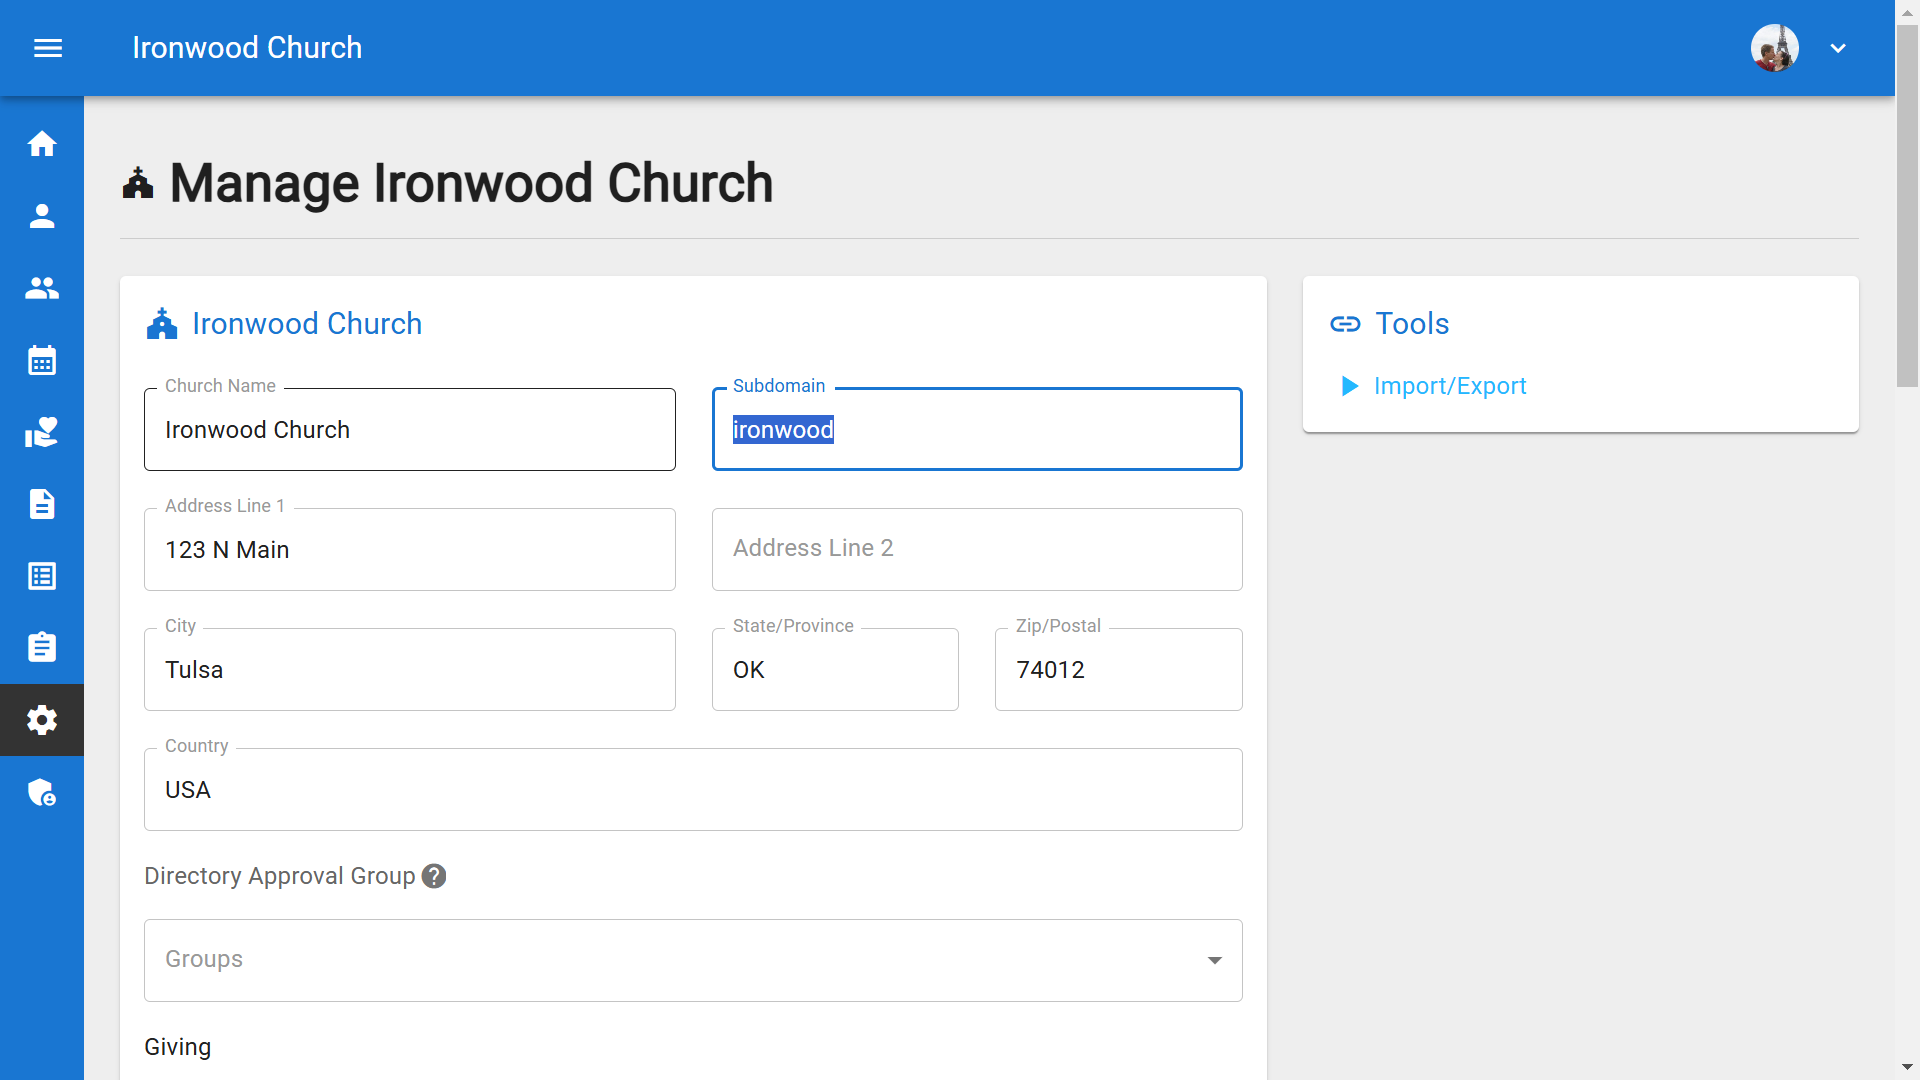 Ironwood Church
Manage Ironwood Church
Ironwood Church
Church Name
Ironwood Church
Subdomain
ironwood
Address Line 1
123 N Main
Address Line 2
City
Tulsa
State/Province
OK
Zip/Postal
74012
Country
USA
Directory Approval Group
Groups
Giving
Tools
Import/Export